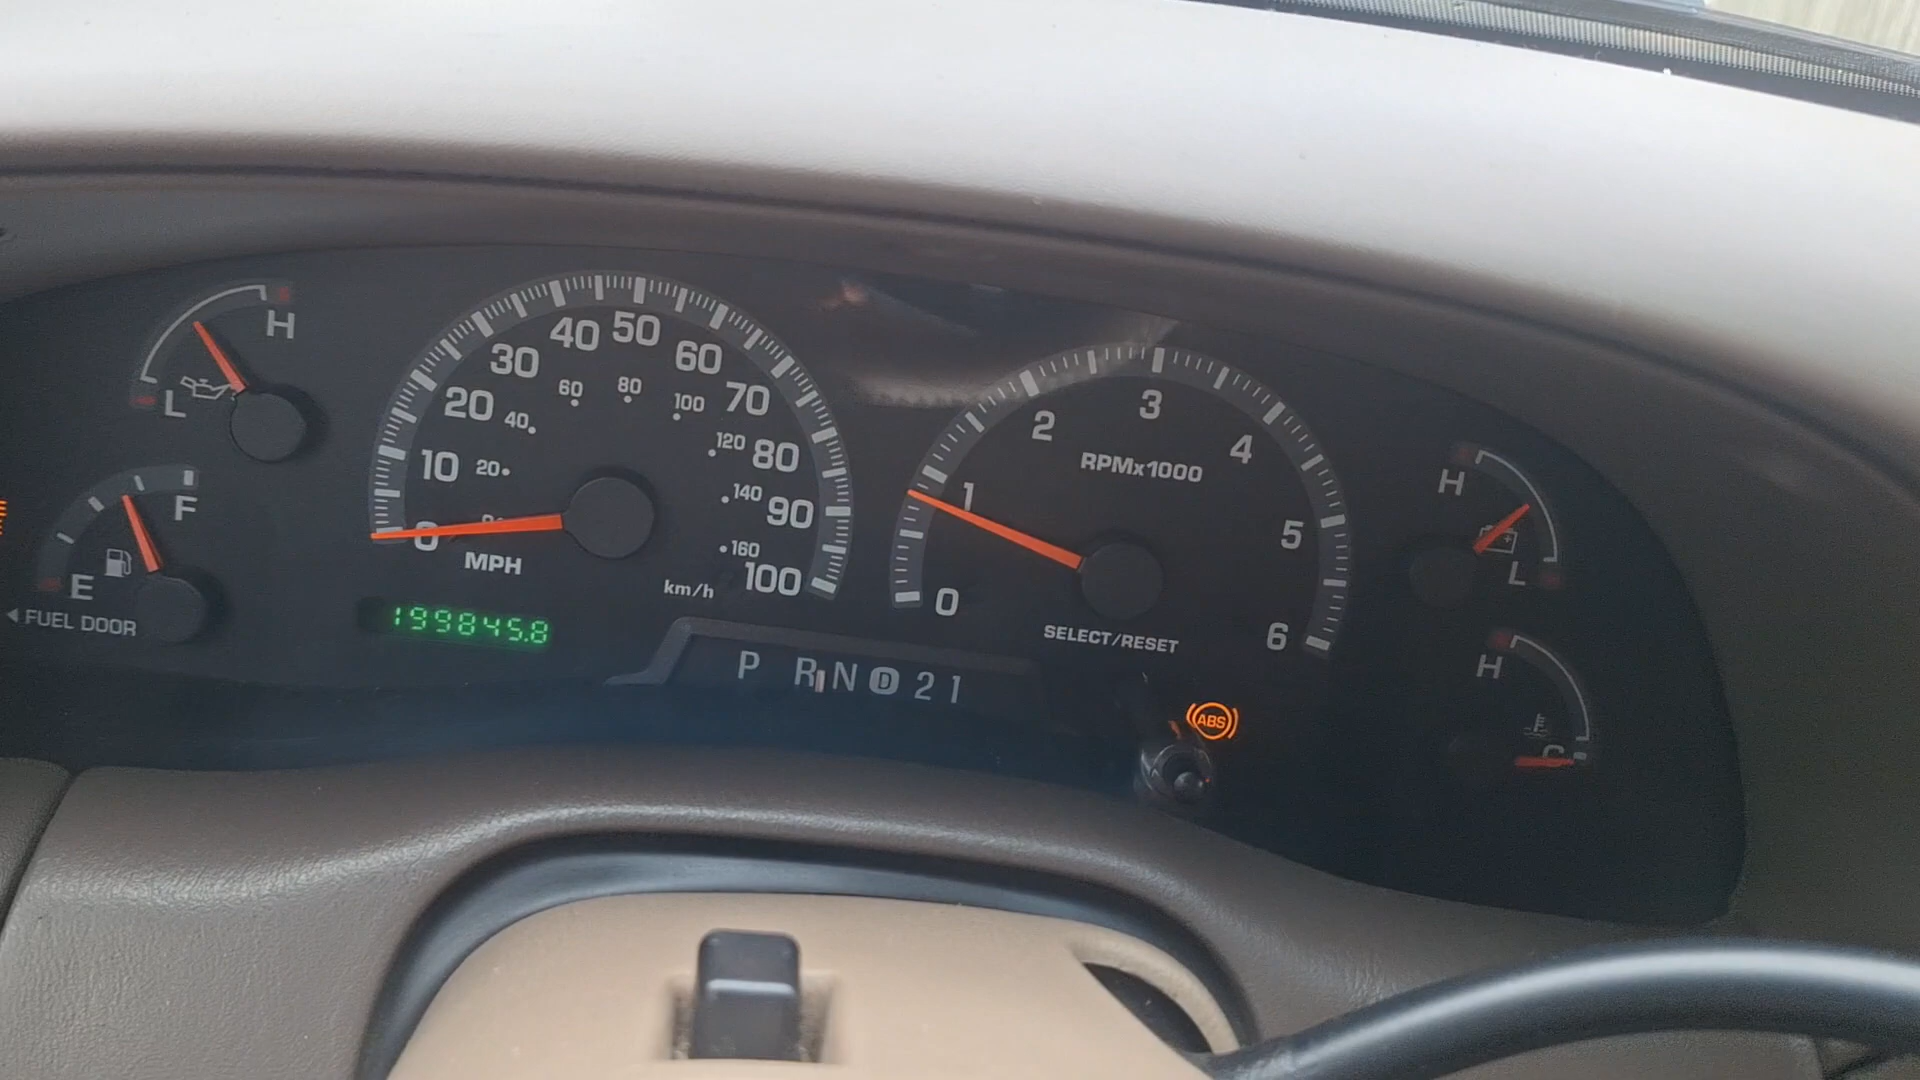 H
L
F
E
◀ FUEL DOOR
0 10 20 30 40 50 60 70 80 90 100
20 40 60 80 100 120 140 160
MPH
km/h
199845.8
0 1 2 3 4 5 6
RPMx1000
SELECT/RESET
P R N D 2 1
ABS
H
L
H
C